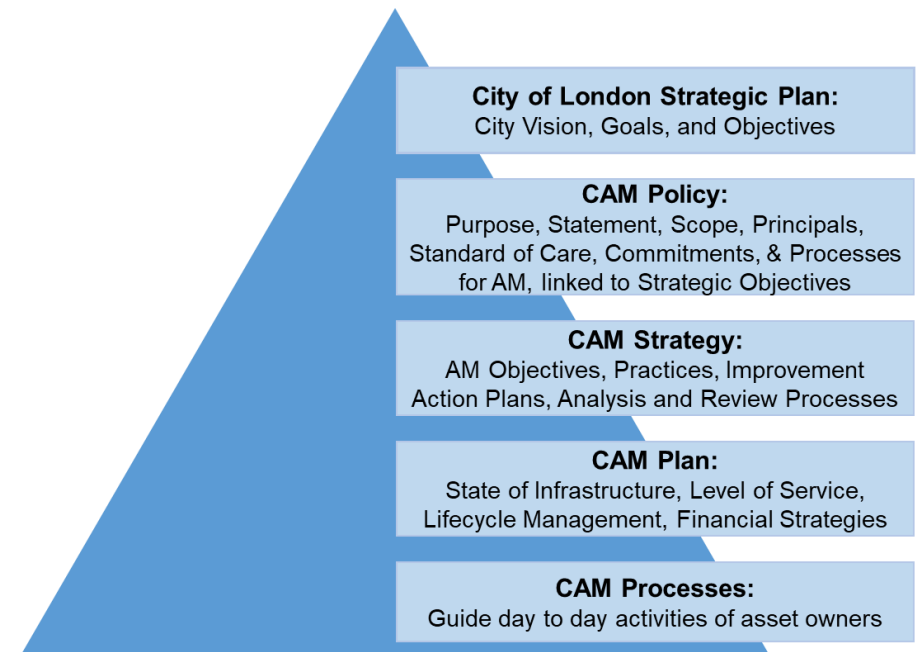 City of London Strategic Plan:
City Vision, Goals, and Objectives
CAM Policy:
Purpose, Statement, Scope, Principals,
Standard of Care, Commitments, & Processes
for AM, linked to Strategic Objectives
CAM Strategy:
AM Objectives, Practices, Improvement
Action Plans, Analysis and Review Processes
CAM Plan:
State of Infrastructure, Level of Service,
Lifecycle Management, Financial Strategies
CAM Processes:
Guide day to day activities of asset owners